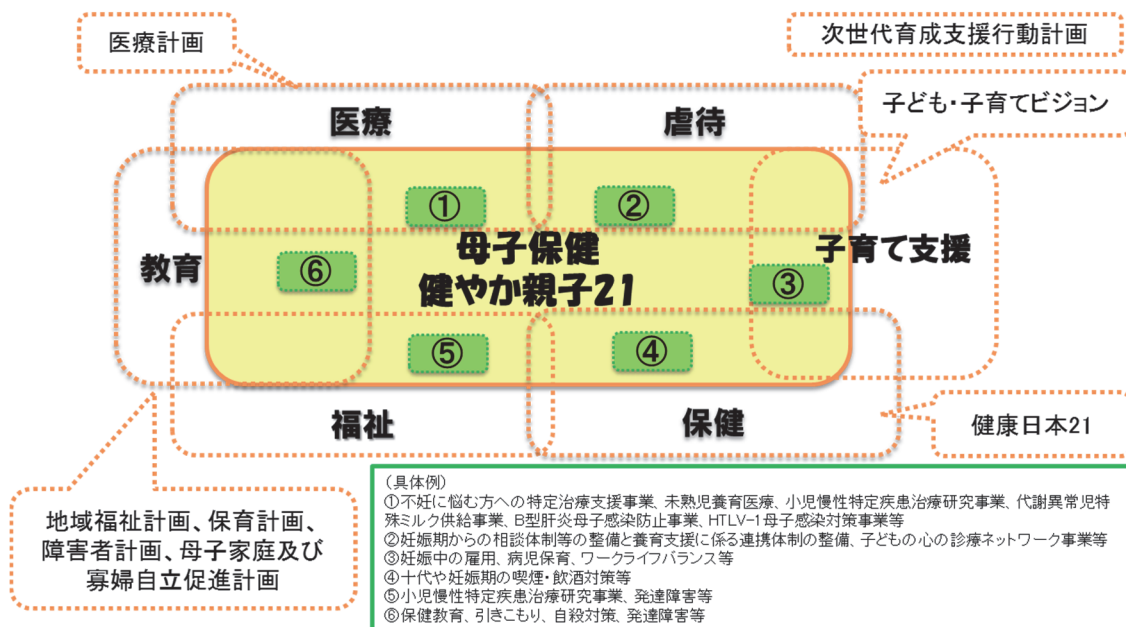 医療計画
次世代育成支援行動計画
子ども・子育てビジョン
医療
虐待
①
②
母子保健
健やか親子21
教育
⑥
子育て支援
③
⑤
④
福祉
保健
健康日本21
地域福祉計画、保育計画、
障害者計画、母子家庭及び
寡婦自立促進計画
(具体例)
①不妊に悩む方への特定治療支援事業、未熟児養育医療、小児慢性特定疾患治療研究事業、代謝異常児特
殊ミルク供給事業、B型肝炎母子感染防止事業、HTLV-1母子感染対策事業等
②妊娠期からの相談体制等の整備と養育支援に係る連携体制の整備、子どもの心の診療ネットワーク事業等
③妊娠中の雇用、病児保育、ワークライフバランス等
④十代や妊娠期の喫煙・飲酒対策等
⑤小児慢性特定疾患治療研究事業、発達障害等
⑥保健教育、引きこもり、自殺対策、発達障害等